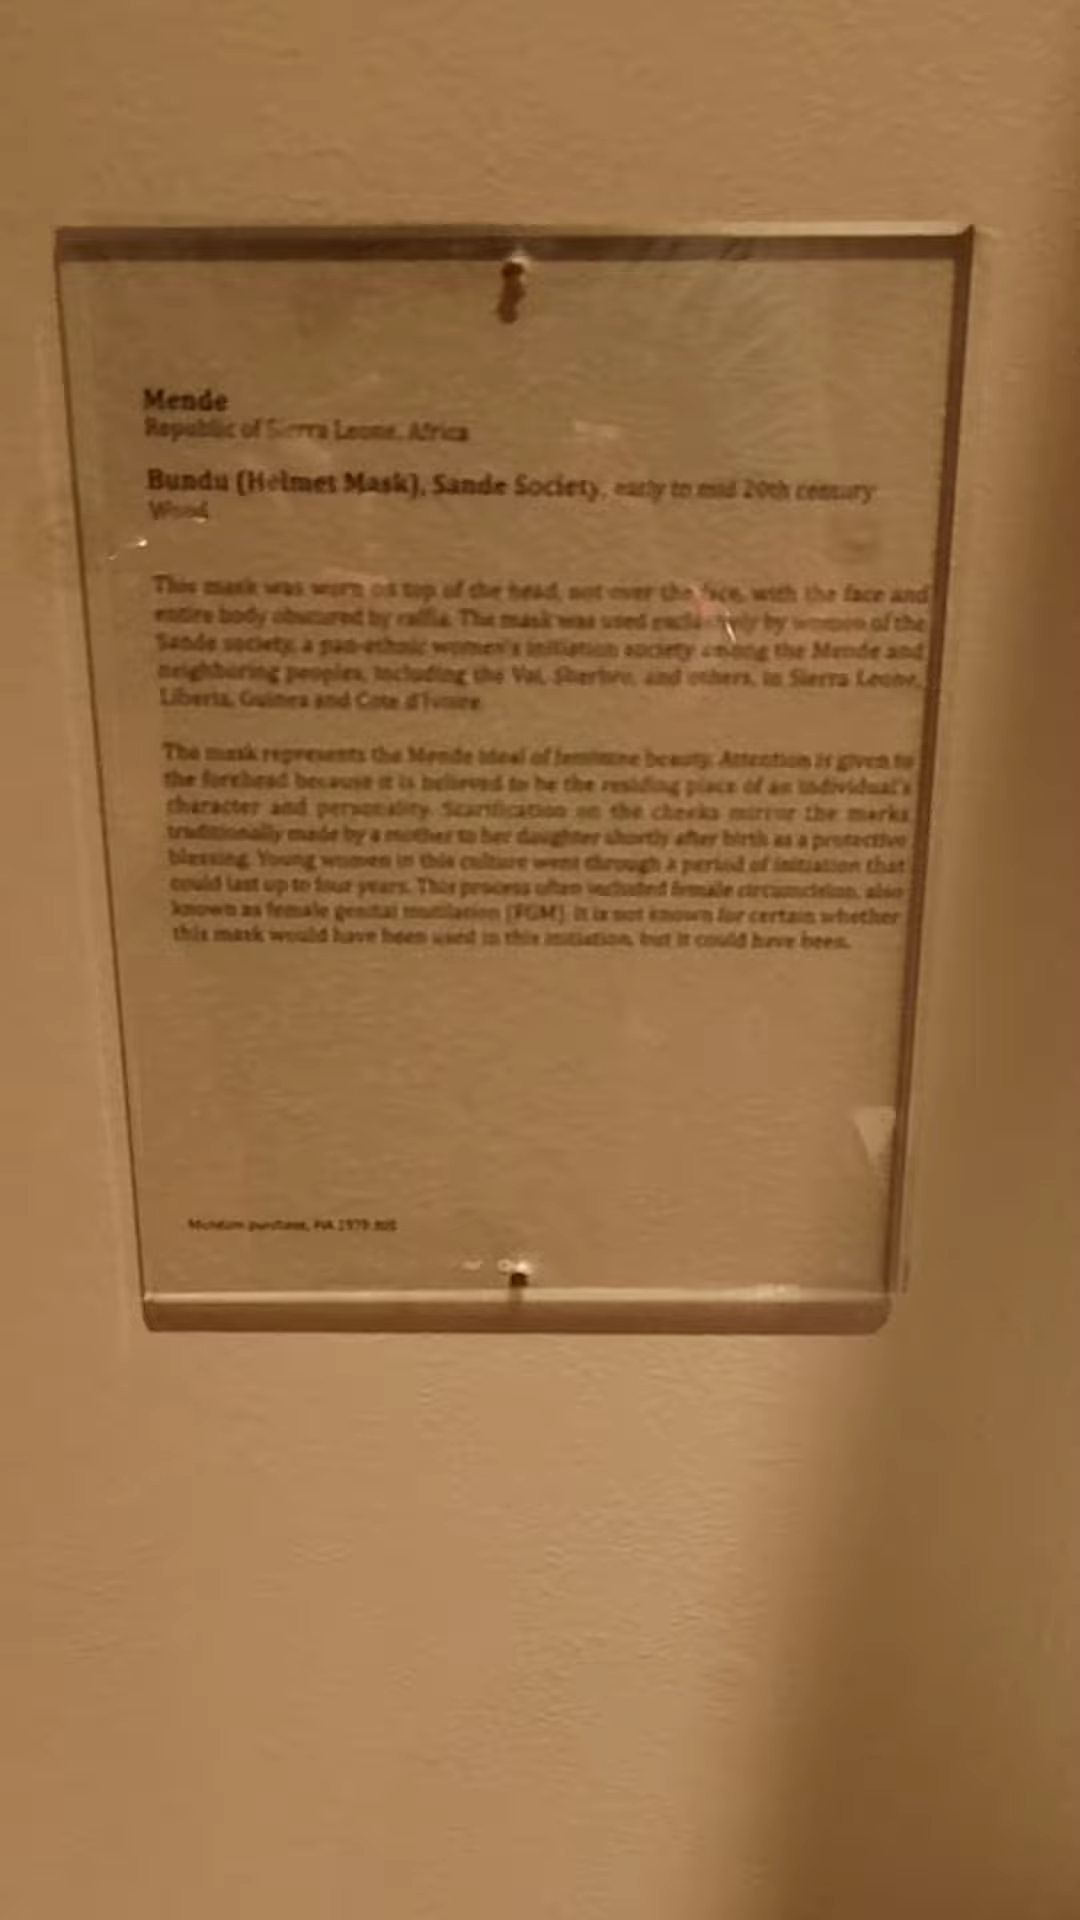 Mende
Republic of Sierra Leone, Africa
Bundu (Helmet Mask), Sande Society, early to mid 20th century
Wood
This mask was worn on top of the head, not over the face, with the face and
entire body obscured by raffia. The mask was used exclusively by women of the
Sande society, a pan-ethnic women's initiation society among the Mende and
neighboring peoples, including the Vai, Sherbro, and others, in Sierra Leone,
Liberia, Guinea and Cote d'Ivoire.
The mask represents the Mende ideal of feminine beauty. Attention is given to
the forehead because it is believed to be the residing place of an individual's
character and personality. Scarification on the cheeks mirror the marks
traditionally made by a mother to her daughter shortly after birth as a protective
blessing. Young women in this culture went through a period of initiation that
could last up to four years. This process often included female circumcision, also
known as female genital mutilation (FGM). It is not known for certain whether
this mask would have been used in this initiation, but it could have been.
Museum purchase,